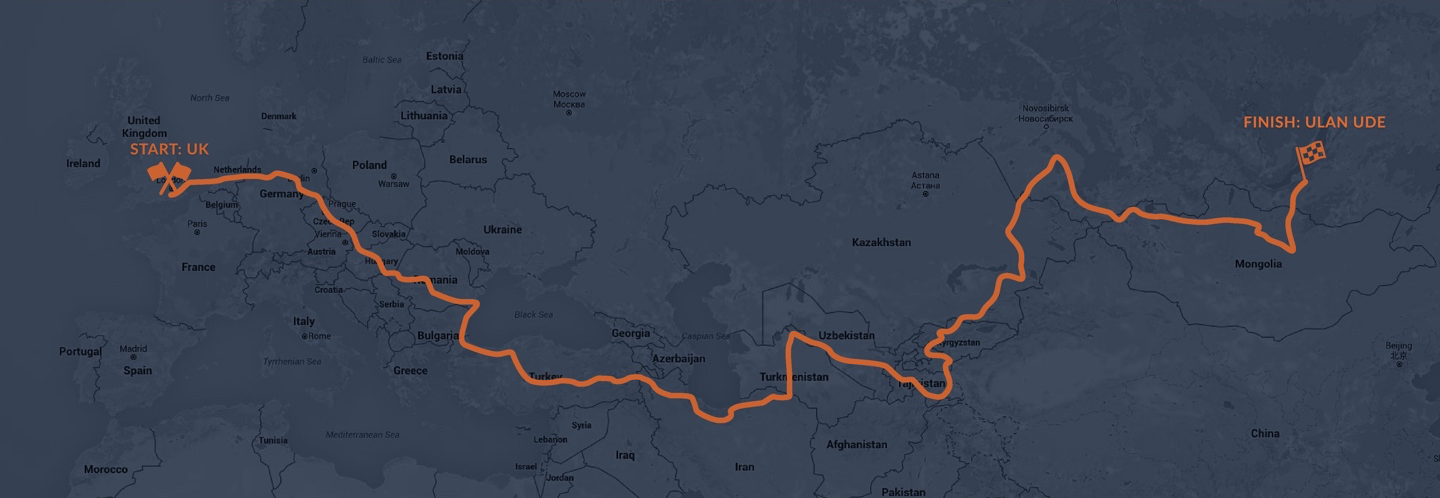 Estonia
Baltic Sea
Latvia
Moscow
Москва
North Sea
Denmark
Lithuania
United
Kingdom
Novosibirsk
Новосибирск
FINISH: ULAN UDE
START: UK
Ireland
Belarus
Poland
Warsaw
Netherlands
Germany
Belgium
Astana
Астана
Prague
Paris
Vienna
Slovakia
Ukraine
Kazakhstan
Austria
Moldova
Hungary
France
Mongolia
Croatia
Serbia
Italy
Rome
Black Sea
Bulgaria
Georgia
Caspian Sea
Uzbekistan
Kyrgyzstan
Beijing
北京
Portugal
Madrid
Spain
Tyrrhenian Sea
Greece
Azerbaijan
Turkey
Turkmenistan
Tajikistan
Syria
Mediterranean Sea
Tunisia
Lebanon
Iraq
Afghanistan
China
Morocco
Israel
Jordan
Iran
Pakistan